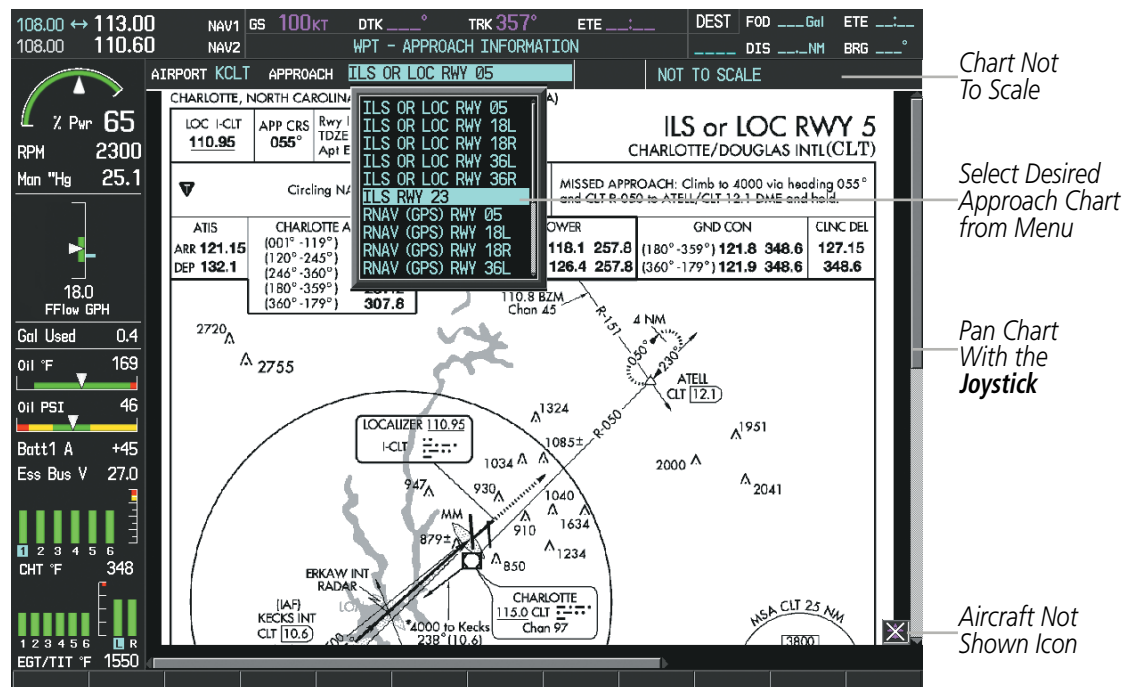 108.00 ↔ 113.00 NAV1 GS 100KT DTK ___° TRK 357° ETE __:__ DEST FOD ___Gal ETE __:__
108.00 110.60 NAV2 WPT – APPROACH INFORMATION ____ DIS __._NM BRG ___°
AIRPORT KCLT APPROACH ILS OR LOC RWY 05 NOT TO SCALE
Chart Not
To Scale
% Pwr 65
RPM 2300
Man "Hg 25.1
18.0
FFlow GPH
Gal Used 0.4
Oil °F 169
Oil PSI 46
Batt1 A +45
Ess Bus V 27.0
1 2 3 4 5 6
CHT °F 348
1 2 3 4 5 6 L R
EGT/TIT °F 1550
CHARLOTTE, NORTH CAROLINA
LOC I-CLT
110.95
APP CRS
055°
Rwy
TDZE
Apt
ILS OR LOC RWY 05
ILS OR LOC RWY 18L
ILS OR LOC RWY 18R
ILS OR LOC RWY 36L
ILS OR LOC RWY 36R
ILS RWY 23
RNAV (GPS) RWY 05
RNAV (GPS) RWY 18L
RNAV (GPS) RWY 18R
RNAV (GPS) RWY 36L
ILS or LOC RWY 5
CHARLOTTE/DOUGLAS INTL(CLT)
T
Circling
MISSED APPROACH: Climb to 4000 via heading 055°
and CLT R-050 to ATELL/CLT 12.1 DME and hold.
Select Desired
Approach Chart
from Menu
ATIS
ARR 121.15
DEP 132.1
CHARLOTTE A
(001° -119°)
(120° -245°)
(246° -360°)
(180° -359°)
(360° -179°) 307.8
118.1 257.8
126.4 257.8
GND CON
(180° -359°) 121.8 348.6
(360° -179°) 121.9 348.6
CLNC DEL
127.15
348.6
110.8 BZM
Chan 45
R-151
4 NM
050°
230°
ATELL
CLT 12.1
R-050
2720
2755
LOCALIZER 110.95
I-CLT
1324
1085±
1034
1951
2000
2041
947
930
1040
1634
910
MM
879±
850
1234
Pan Chart
With the
Joystick
ERKAW INT
RADAR
(IAF)
KECKS INT
CLT 10.6
LO
*4000 to Kecks
238° (10.6)
CHARLOTTE
115.0 CLT
Chan 97
MSA CLT 25 NM
3800
Aircraft Not
Shown Icon